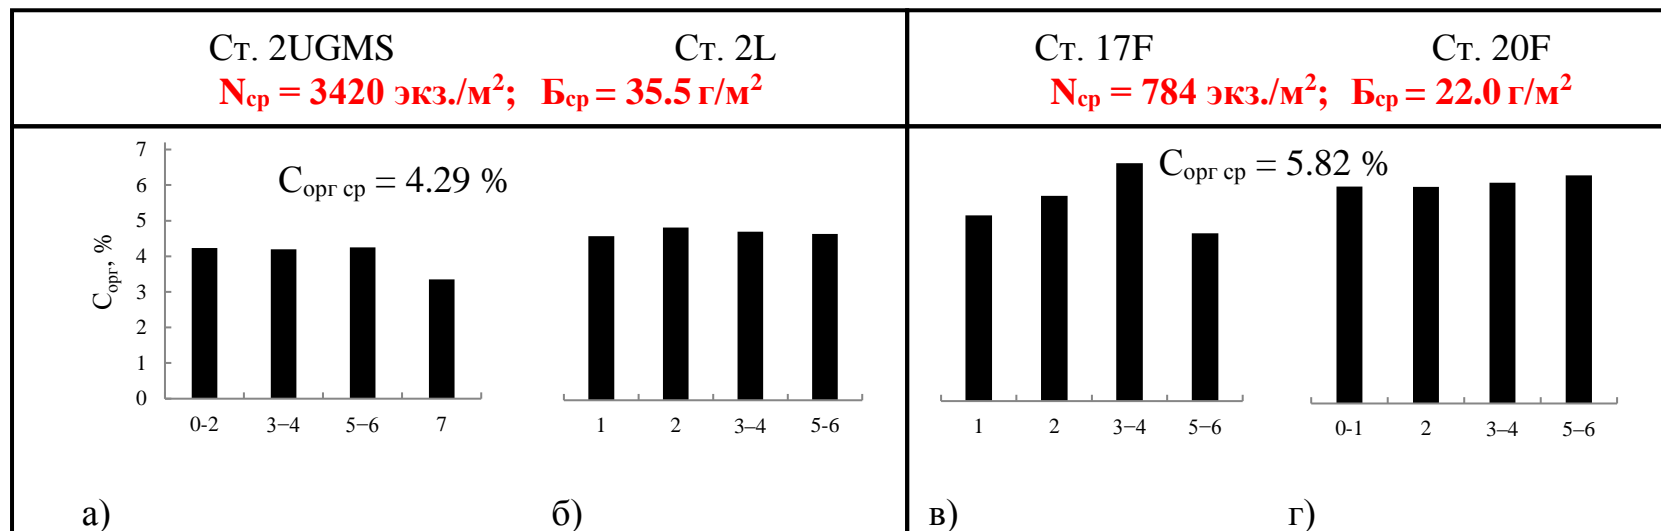 Ст. 2UGMS Ст. 2L
Nср = 3420 экз./м²; Бср = 35.5 г/м²
Ст. 17F Ст. 20F
Nср = 784 экз./м²; Бср = 22.0 г/м²
Cорг, %
7
6
5
4
3
2
1
0
Cорг ср = 4.29 %
0-2 3–4 5–6 7
1 2 3–4 5-6
Cорг ср = 5.82 %
1 2 3–4 5–6
0-1 2 3–4 5–6
а) б) в) г)